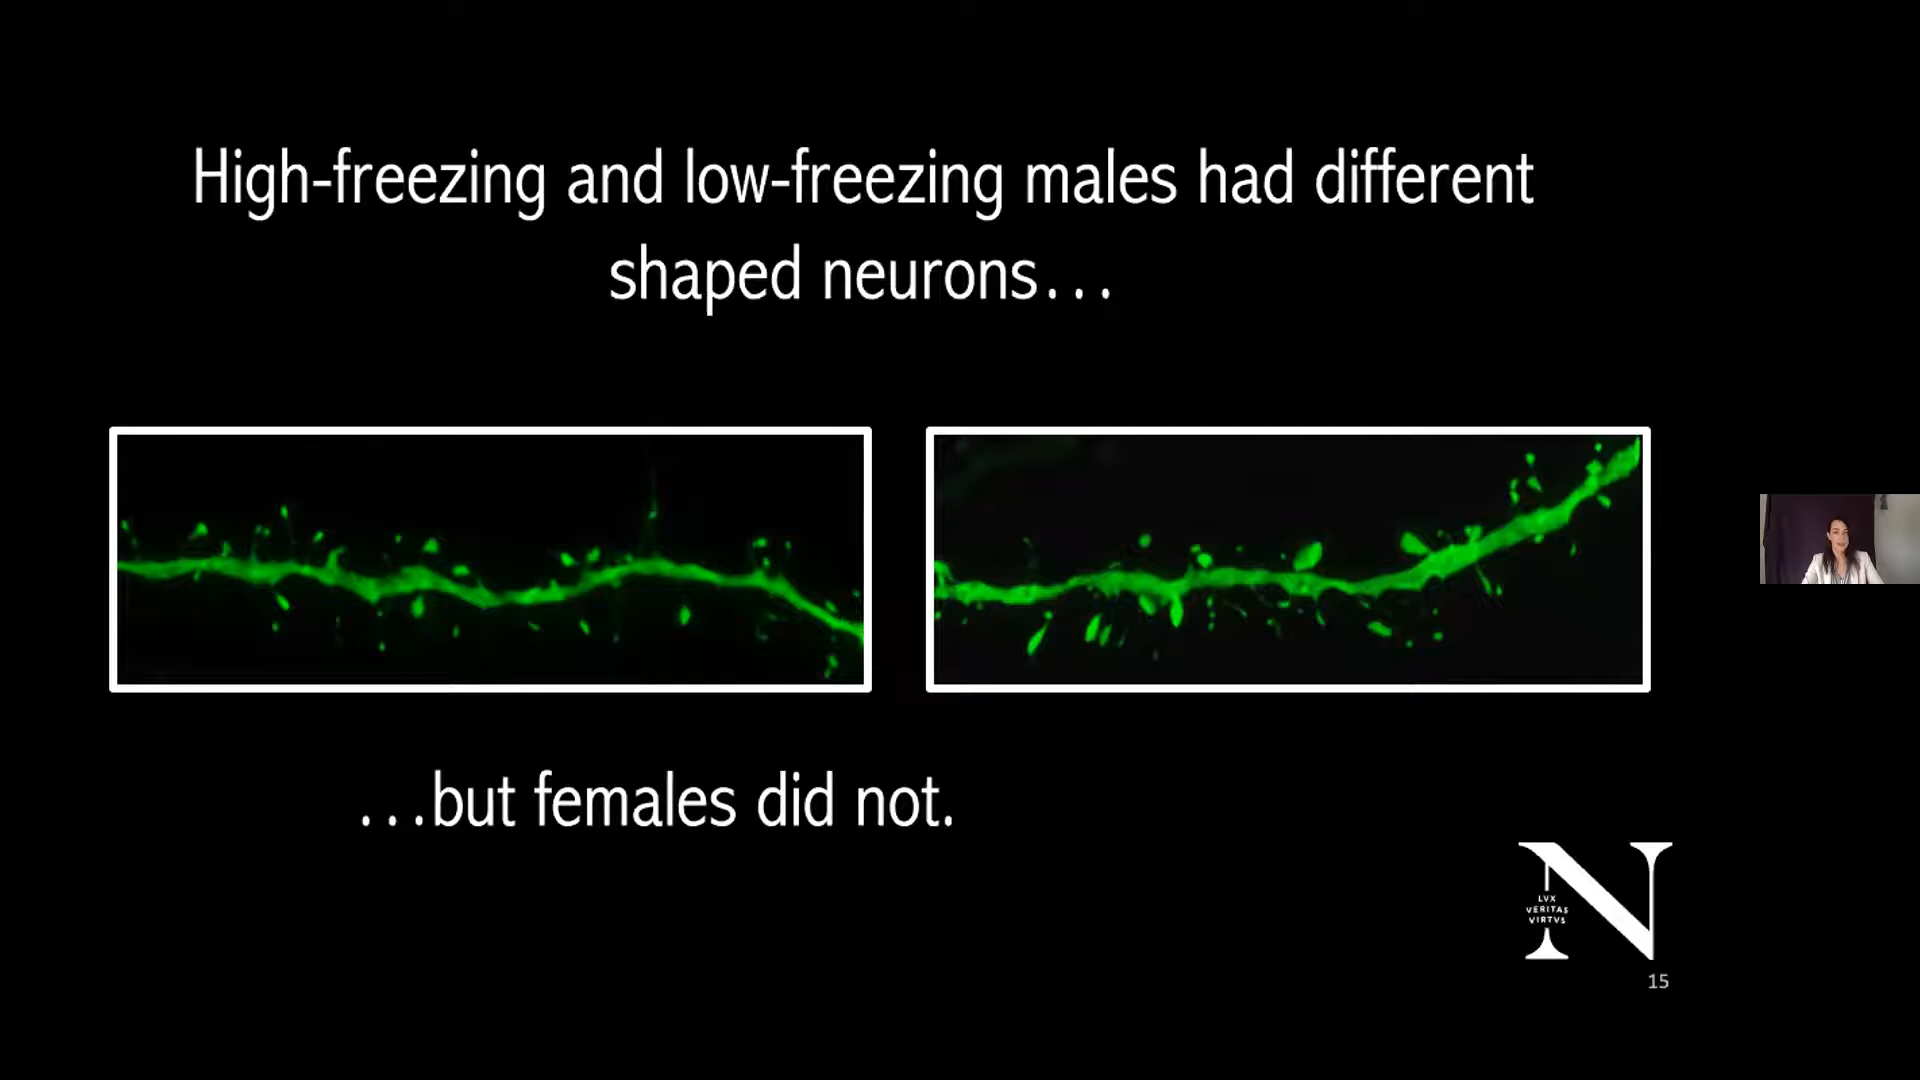 High-freezing and low-freezing males had different
shaped neurons...
...but females did not.
LVX
VERITAS
VIRTVS
15